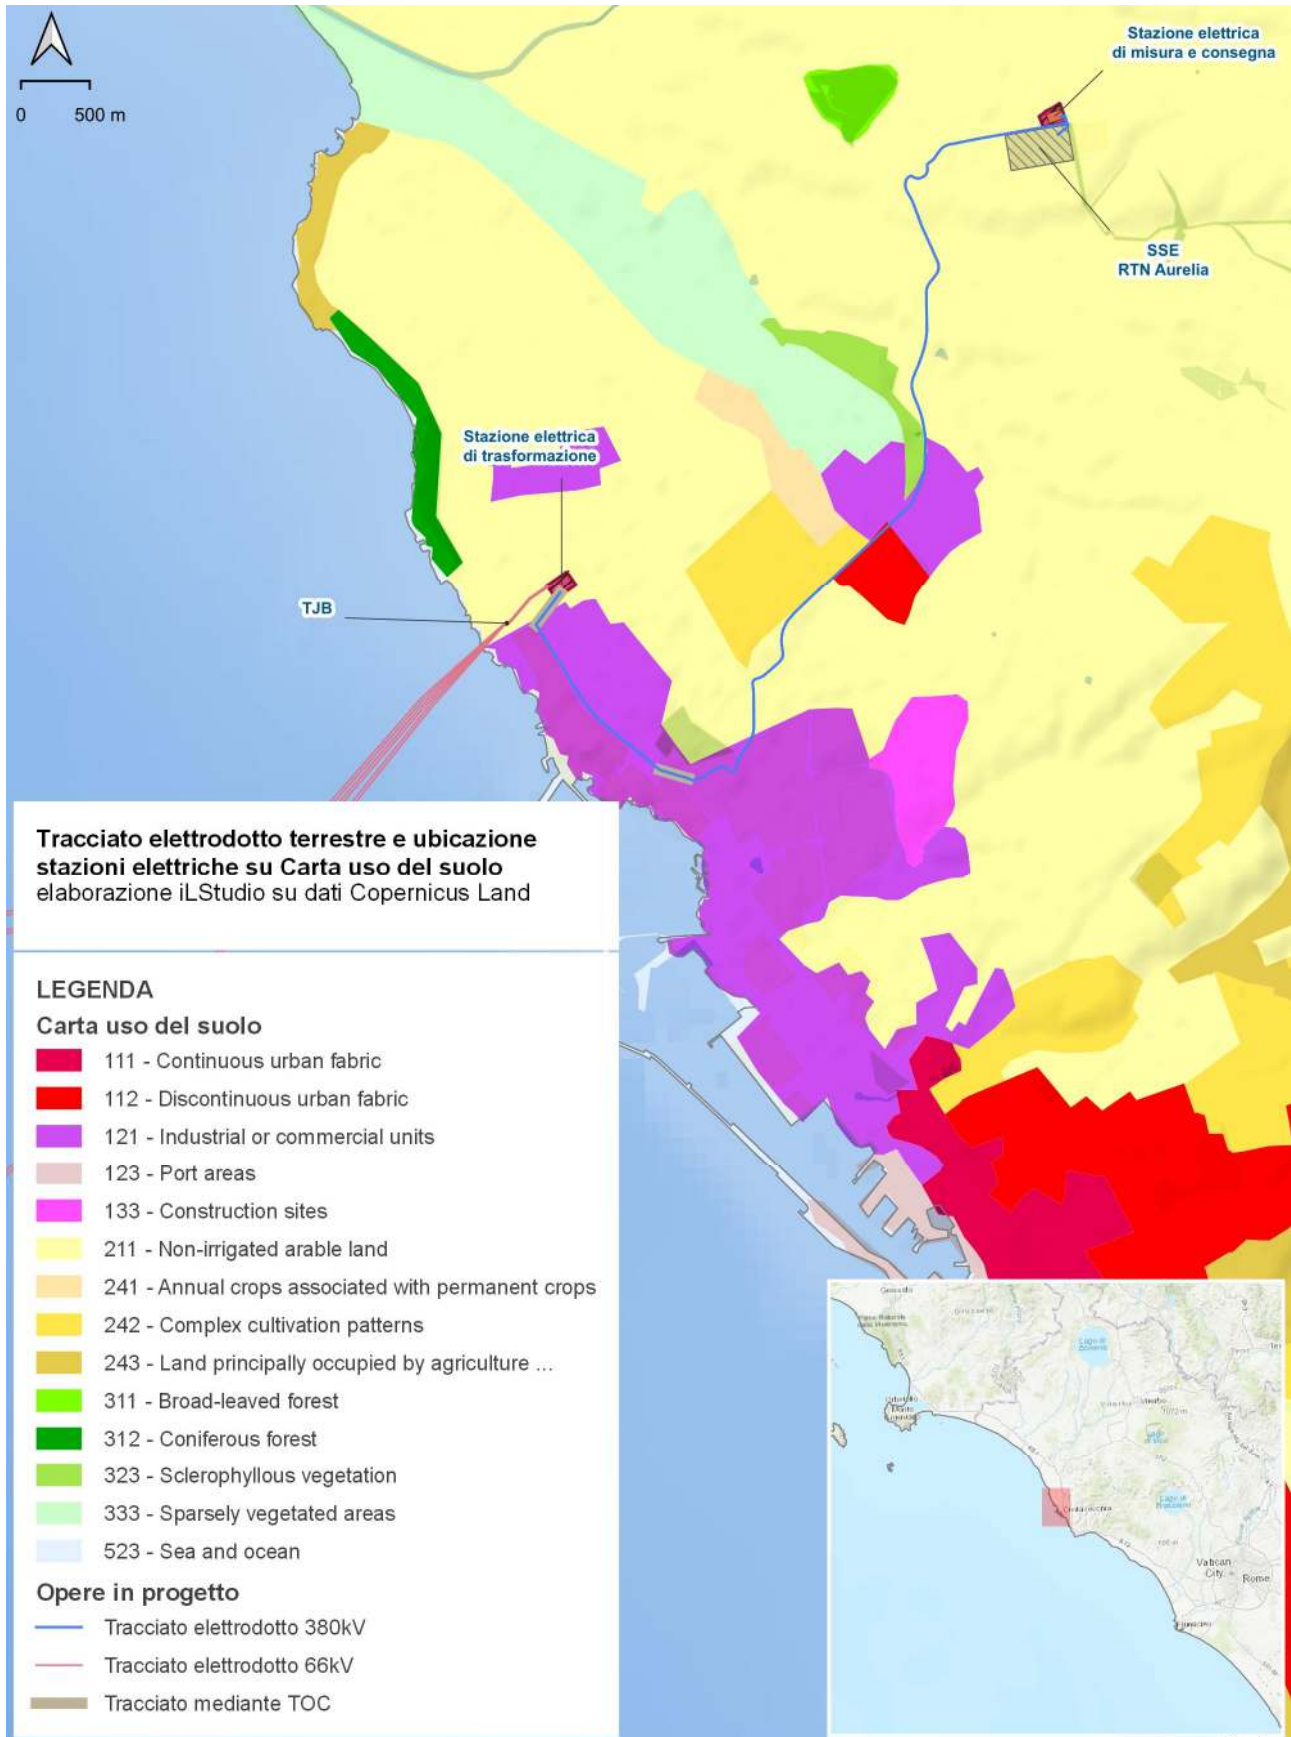 Stazione elettrica
di misura e consegna
0 500 m
SSE
RTN Aurelia
Stazione elettrica
di trasformazione
TJB
Tracciato elettrodotto terrestre e ubicazione
stazioni elettriche su Carta uso del suolo
elaborazione iLStudio su dati Copernicus Land
LEGENDA
Carta uso del suolo
111 - Continuous urban fabric
112 - Discontinuous urban fabric
121 - Industrial or commercial units
123 - Port areas
133 - Construction sites
211 - Non-irrigated arable land
241 - Annual crops associated with permanent crops
242 - Complex cultivation patterns
243 - Land principally occupied by agriculture ...
311 - Broad-leaved forest
312 - Coniferous forest
323 - Sclerophyllous vegetation
333 - Sparsely vegetated areas
523 - Sea and ocean
Opere in progetto
Tracciato elettrodotto 380kV
Tracciato elettrodotto 66kV
Tracciato mediante TOC
Vatican
City
Rome